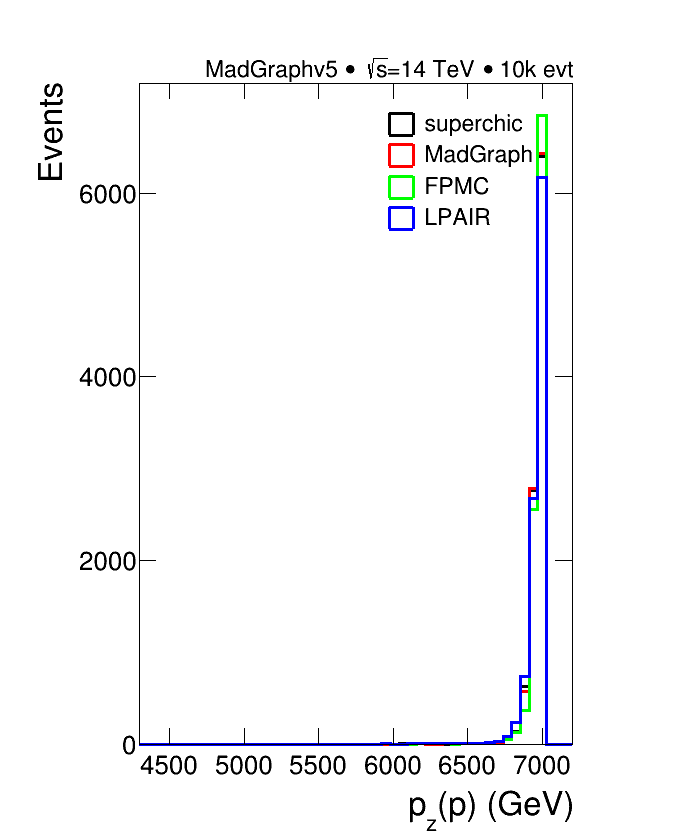 MadGraphv5 • √s=14 TeV • 10k evt
Events
superchic
MadGraph
FPMC
LPAIR
6000
4000
2000
0
4500 5000 5500 6000 6500 7000
p_z(p) (GeV)